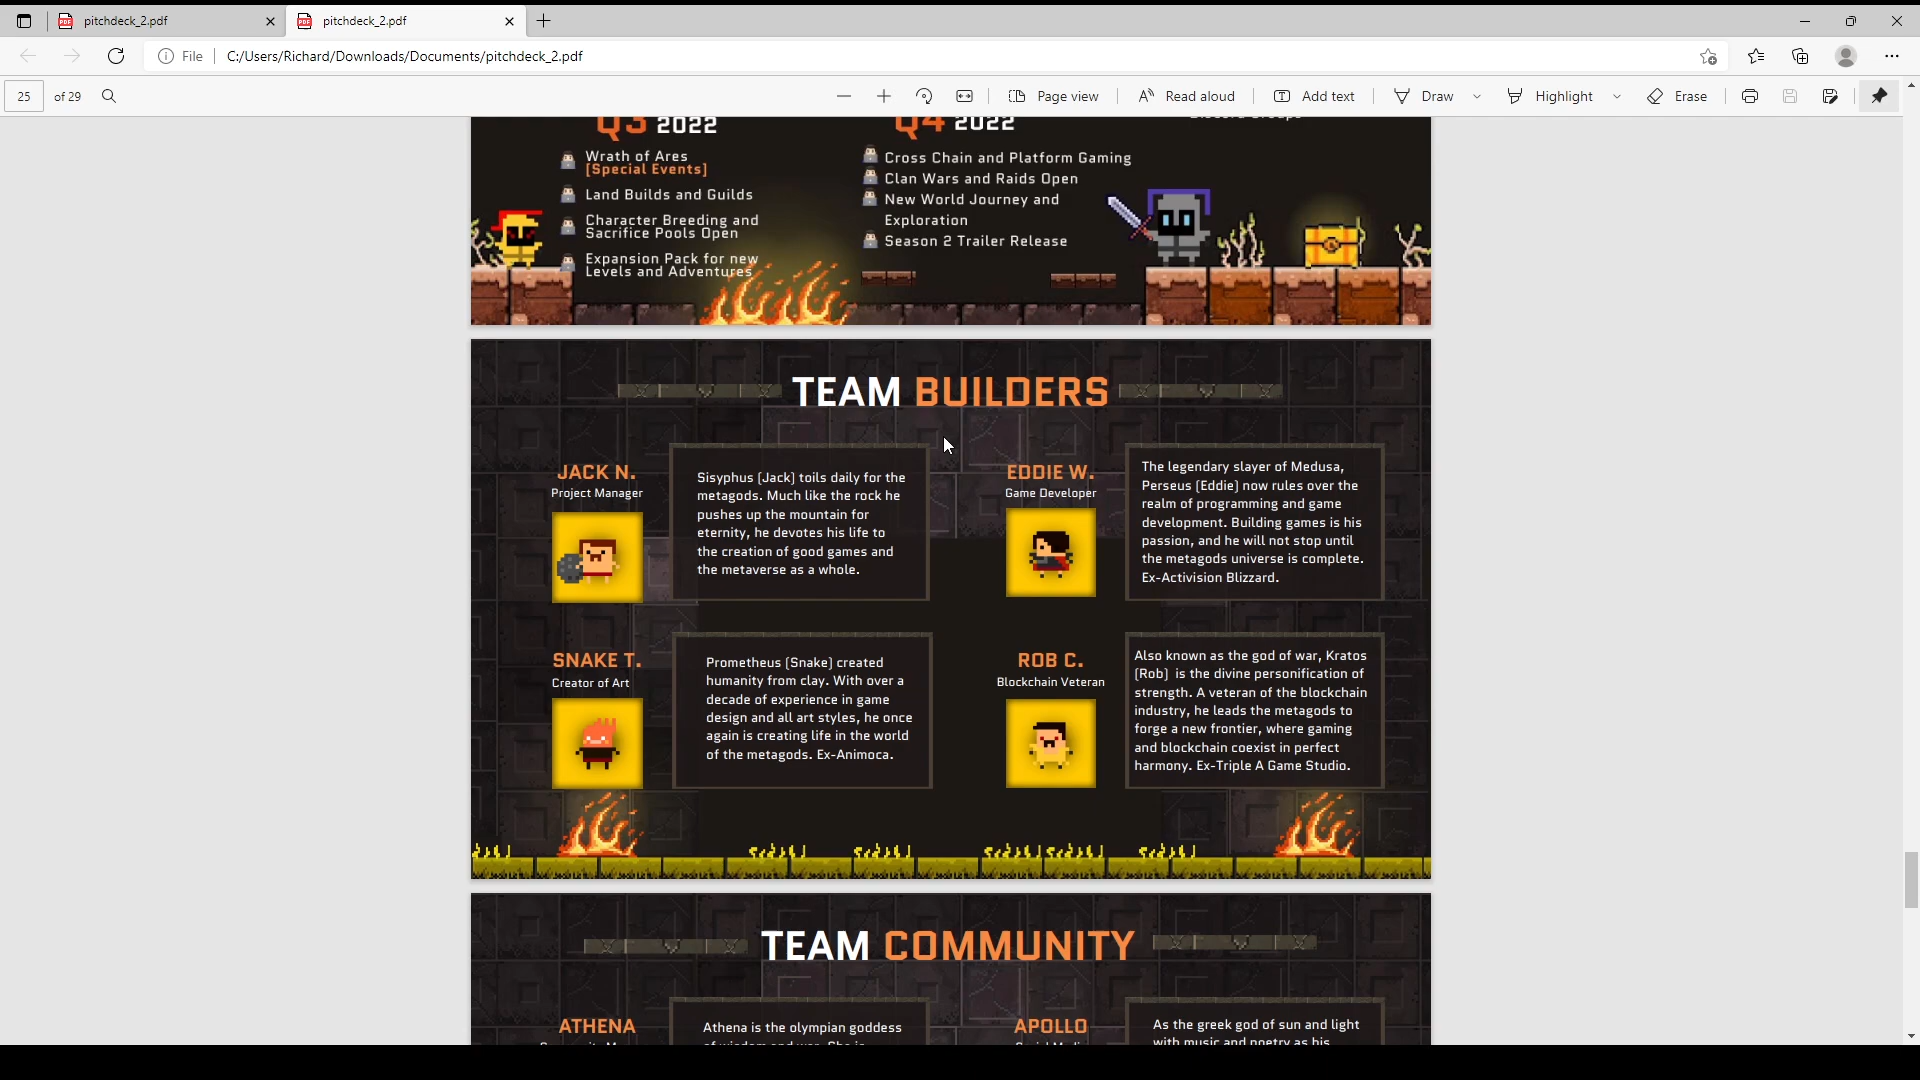 pitchdeck_2.pdf
pitchdeck_2.pdf
File
C:/Users/Richard/Downloads/Documents/pitchdeck_2.pdf
25 of 29
Page view
Read aloud
Add text
Draw
Highlight
Erase
Q3 2022
Wrath of Ares
[Special Events]
Land Builds and Guilds
Character Breeding and
Sacrifice Pools Open
Expansion Pack for new
Levels and Adventures
Q4 2022
Cross Chain and Platform Gaming
Clan Wars and Raids Open
New World Journey and
Exploration
Season 2 Trailer Release
TEAM BUILDERS
JACK N.
Project Manager
Sisyphus (Jack) toils daily for the
metagods. Much like the rock he
pushes up the mountain for
eternity, he devotes his life to
the creation of good games and
the metaverse as a whole.
EDDIE W.
Game Developer
The legendary slayer of Medusa,
Perseus (Eddie) now rules over the
realm of programming and game
development. Building games is his
passion, and he will not stop until
the metagods universe is complete.
Ex-Activision Blizzard.
SNAKE T.
Creator of Art
Prometheus (Snake) created
humanity from clay. With over a
decade of experience in game
design and all art styles, he once
again is creating life in the world
of the metagods. Ex-Animoca.
ROB C.
Blockchain Veteran
Also known as the god of war, Kratos
(Rob) is the divine personification of
strength. A veteran of the blockchain
industry, he leads the metagods to
forge a new frontier, where gaming
and blockchain coexist in perfect
harmony. Ex-Triple A Game Studio.
TEAM COMMUNITY
ATHENA
Athena is the olympian goddess
APOLLO
As the greek god of sun and light
with music and poetry as his